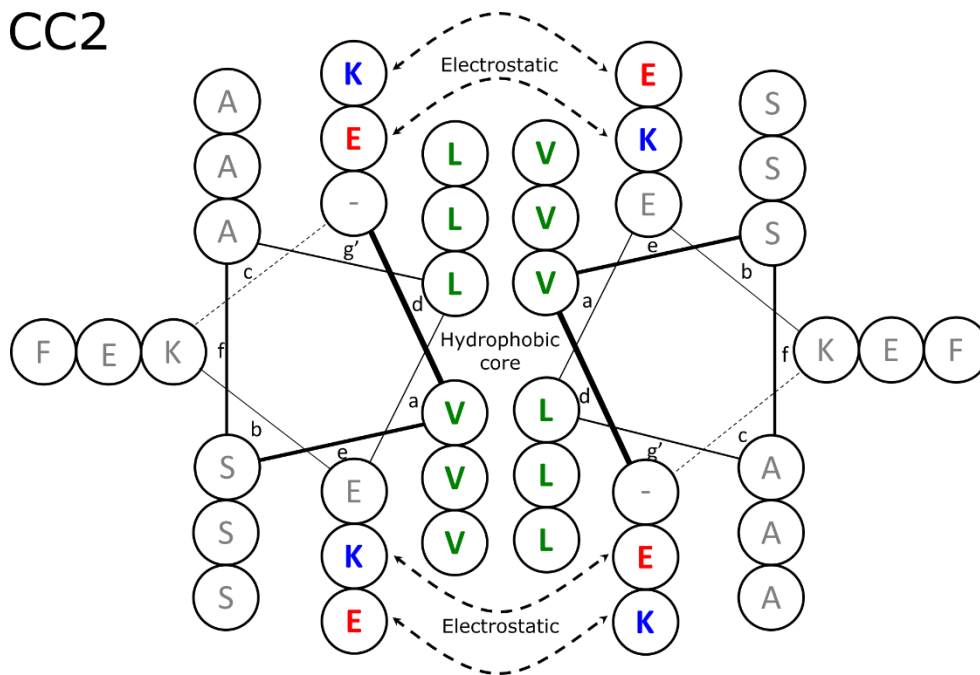 CC2
K Electrostatic E
A S
E K
L V
A S
- L V E
A S
g' e
c b
L V
d a
F E K f Hydrophobic f K E F
core
a V L d
b c
e g'
S E - A
V L
S K E A
V L
S E Electrostatic K A